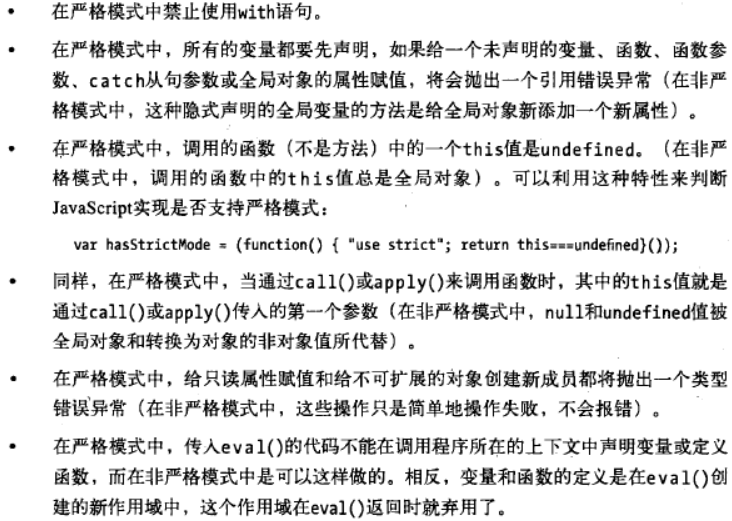 • 在严格模式中禁止使用with语句。
• 在严格模式中，所有的变量都要先声明，如果给一个未声明的变量、函数、函数参
数、catch从句参数或全局对象的属性赋值，将会抛出一个引用错误异常（在非严
格模式中，这种隐式声明的全局变量的方法是给全局对象新添加一个新属性）。
• 在严格模式中，调用的函数（不是方法）中的一个this值是undefined。（在非严
格模式中，调用的函数中的this值总是全局对象）。可以利用这种特性来判断
JavaScript实现是否支持严格模式：
var hasStrictMode = (function() { "use strict"; return this===undefined}());
• 同样，在严格模式中，当通过call()或apply()来调用函数时，其中的this值就是
通过call()或apply()传入的第一个参数（在非严格模式中，null和undefined值被
全局对象和转换为对象的非对象值所代替）。
• 在严格模式中，给只读属性赋值和给不可扩展的对象创建新成员都将抛出一个类型
错误异常（在非严格模式中，这些操作只是简单地操作失败，不会报错）。
• 在严格模式中，传入eval()的代码不能在调用程序所在的上下文中声明变量或定义
函数，而在非严格模式中是可以这样做的。相反，变量和函数的定义是在eval()创
建的新作用域中，这个作用域在eval()返回时就弃用了。